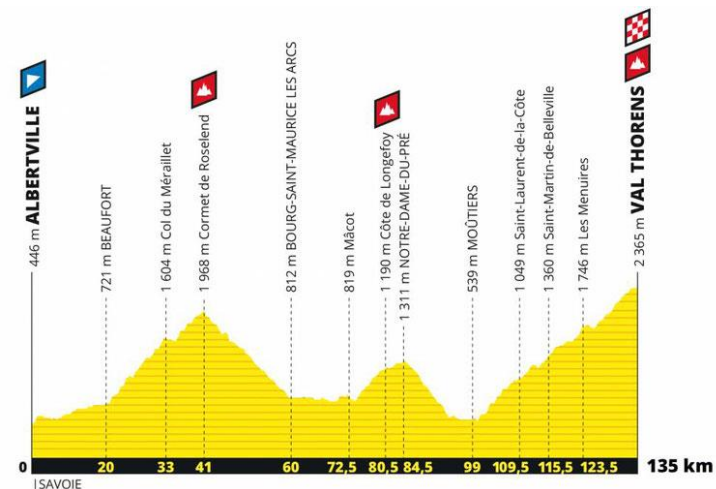 446 m ALBERTVILLE
721 m BEAUFORT
1 604 m Col du Méraillet
1 968 m Cormet de Roselend
812 m BOURG-SAINT-MAURICE LES ARCS
819 m Mâcot
1 190 m Côte de Longefoy
1 311 m NOTRE-DAME-DU-PRÉ
539 m MOÛTIERS
1 049 m Saint-Laurent-de-la-Côte
1 360 m Saint-Martin-de-Belleville
1 746 m Les Menuires
2 365 m VAL THORENS
0 20 33 41 60 72,5 80,5 84,5 99 109,5 115,5 123,5 135 km
SAVOIE